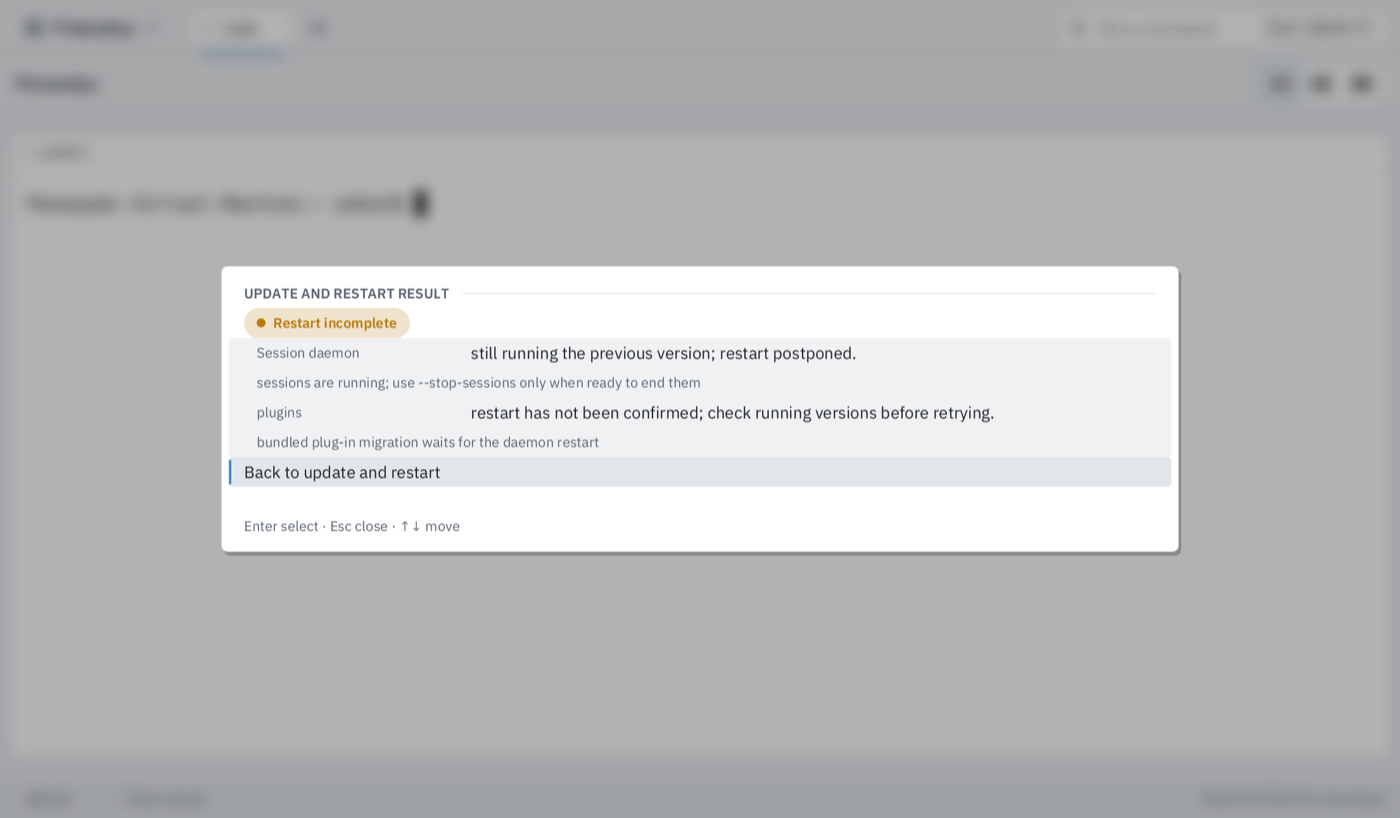 UPDATE AND RESTART RESULT
Restart incomplete
Session daemon still running the previous version; restart postponed.
sessions are running; use --stop-sessions only when ready to end them
plugins restart has not been confirmed; check running versions before retrying.
bundled plug-in migration waits for the daemon restart
Back to update and restart
Enter select · Esc close · ↑↓ move